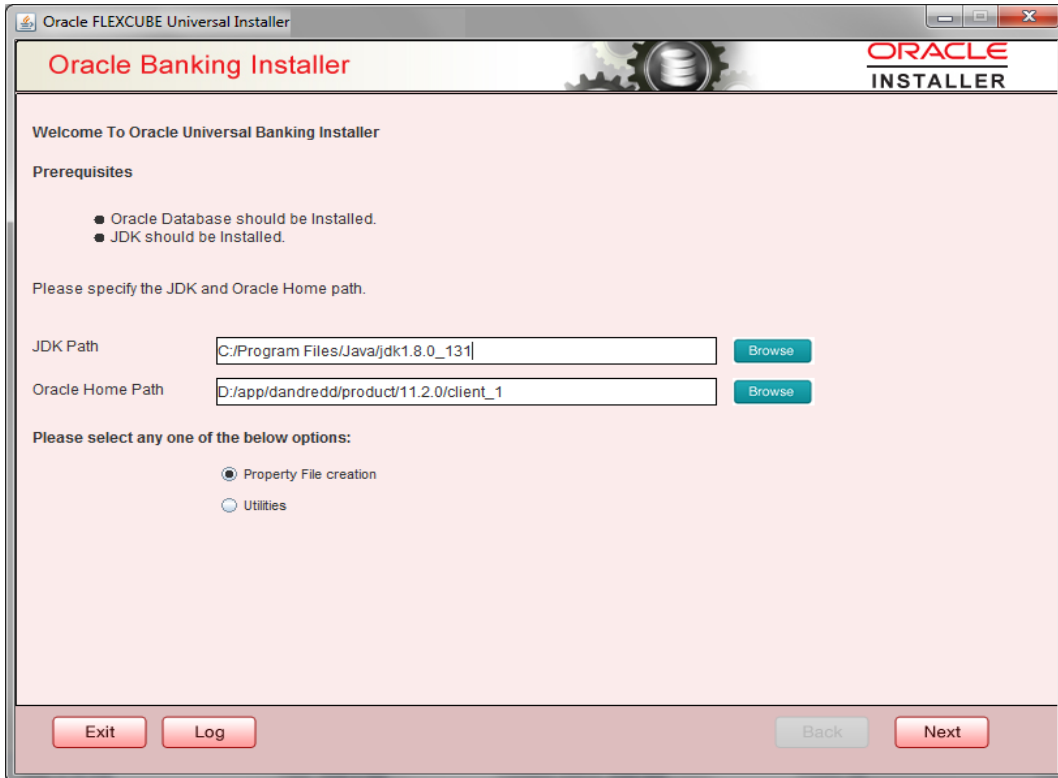 Oracle FLEXCUBE Universal Installer
Oracle Banking Installer
ORACLE
INSTALLER
Welcome To Oracle Universal Banking Installer
Prerequisites
Oracle Database should be Installed.
JDK should be Installed.
Please specify the JDK and Oracle Home path.
JDK Path
C:/Program Files/Java/jdk1.8.0_131
Browse
Oracle Home Path
D:/app/dandredd/product/11.2.0/client_1
Browse
Please select any one of the below options:
Property File creation
Utilities
Exit
Log
Back
Next